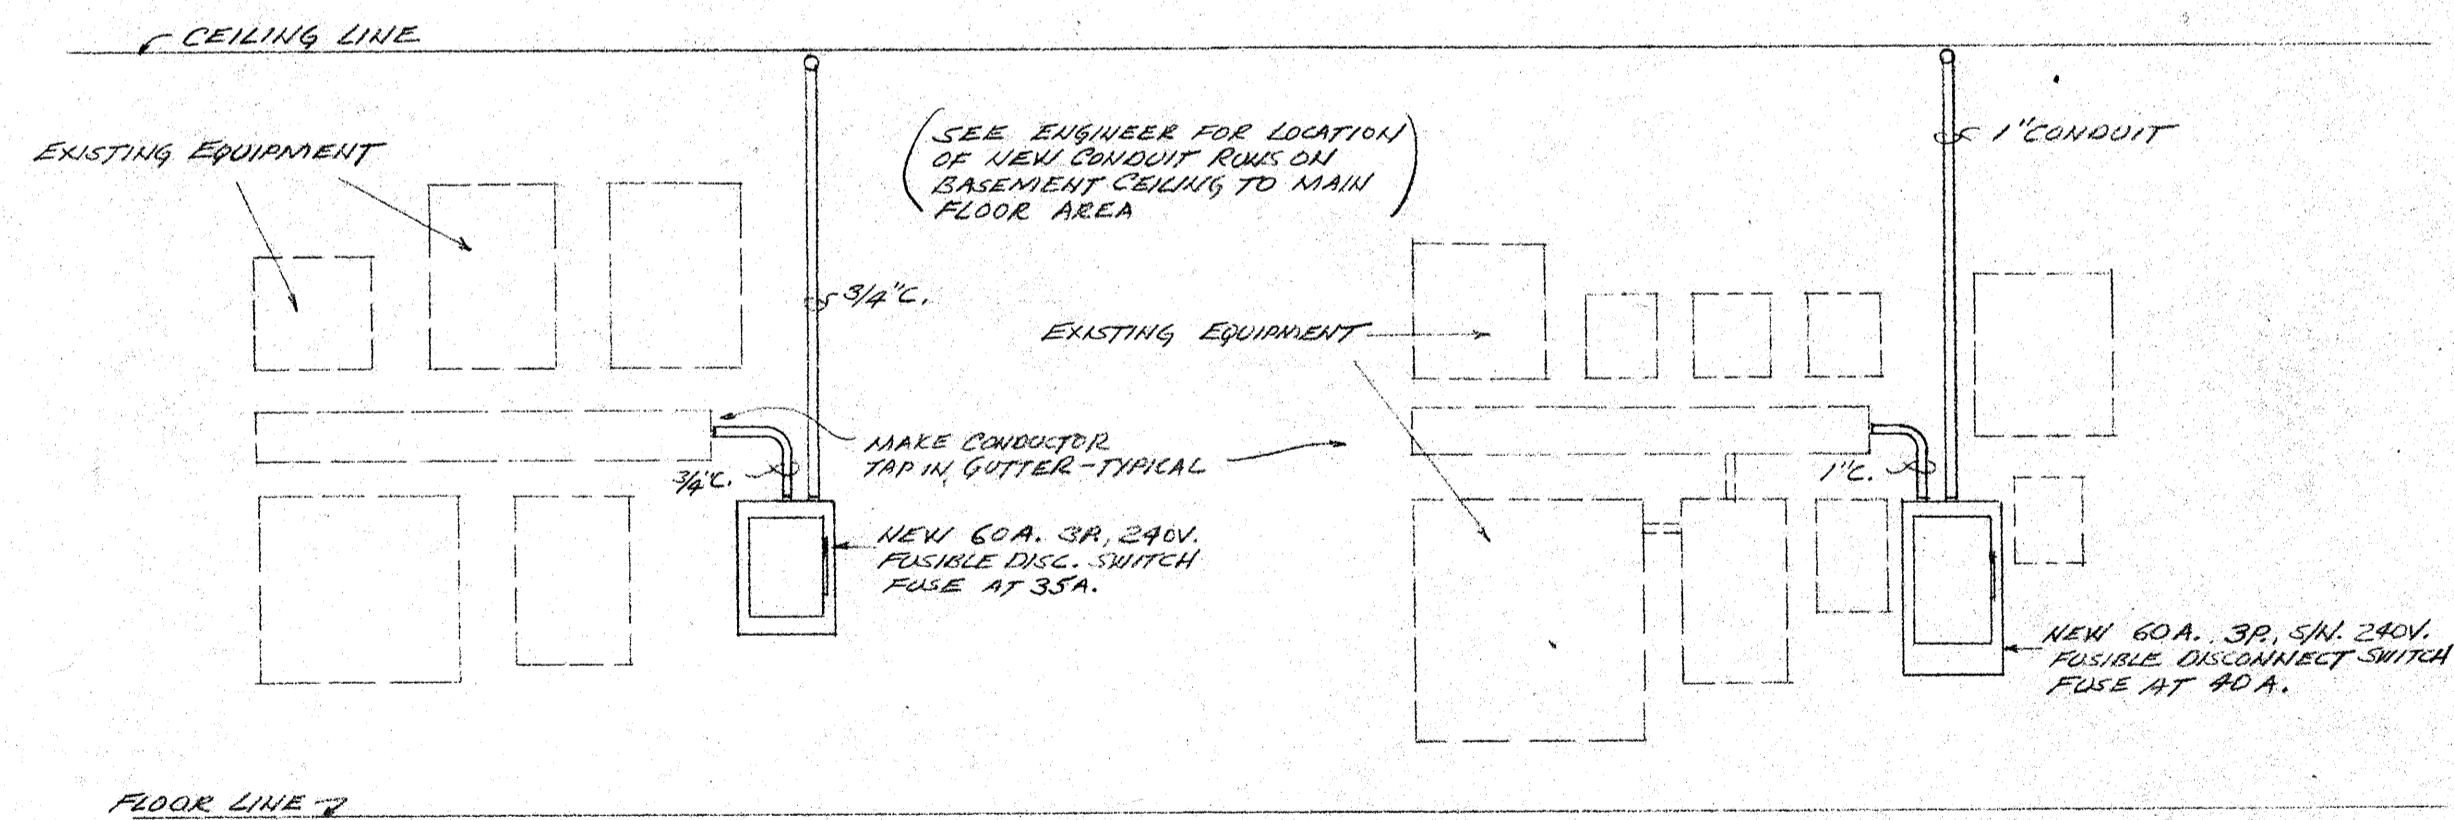 CEILING LINE
EXISTING EQUIPMENT
(SEE ENGINEER FOR LOCATION
OF NEW CONDUIT RUNS ON
BASEMENT CEILING TO MAIN
FLOOR AREA)
1" CONDUIT
3/4"C.
EXISTING EQUIPMENT
MAKE CONDUCTOR
TAP IN GUTTER-TYPICAL
3/4"C.
1"C.
NEW 60A. 3P, 240V.
FUSIBLE DISC. SWITCH
FUSE AT 35A.
NEW 60A. 3P., S/N. 240V.
FUSIBLE DISCONNECT SWITCH
FUSE AT 40A.
FLOOR LINE